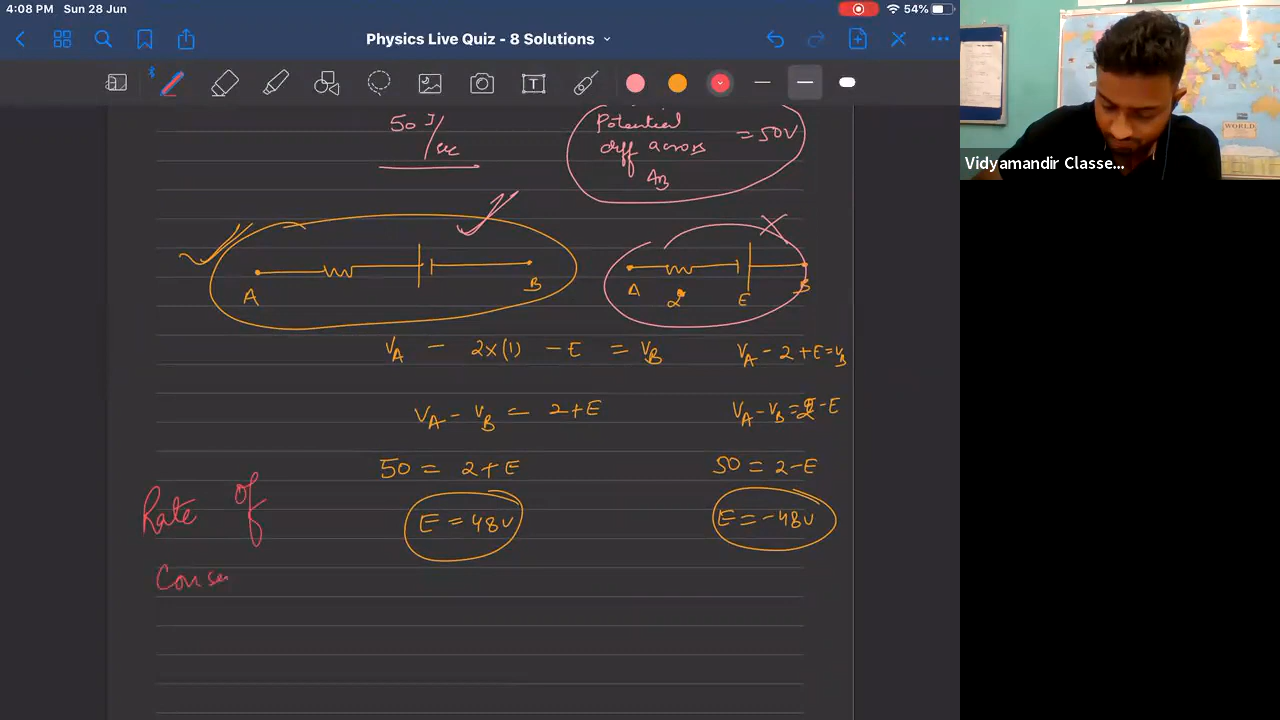 4:08 PM Sun 28 Jun
54%
Physics Live Quiz - 8 Solutions
T
50 J/sec
Potential
diff across = 50V
AB
A B
A 2 E B
VA - 2×(1) - E = VB
VA - 2 + E = VB
VA - VB = 2 + E
VA - VB = 2 - E
50 = 2 + E
50 = 2 - E
Rate of
E = 48V
E = -48V
Conse
Vidyamandir Classe...
WORLD